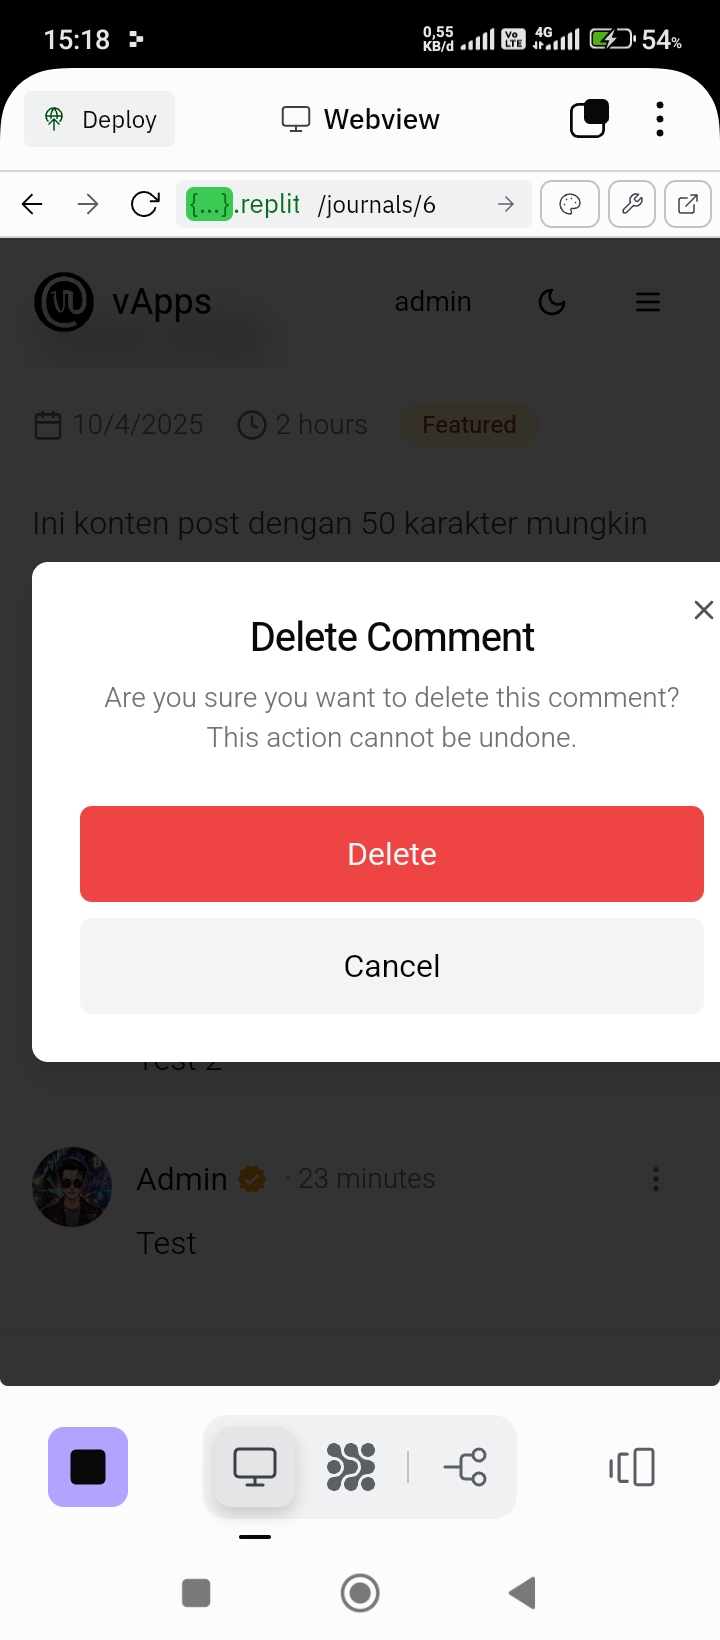 15:18
0,55 KB/d
Vo LTE
4G
54%
Deploy
Webview
{...}.replit /journals/6
vApps
admin
10/4/2025
2 hours
Featured
Ini konten post dengan 50 karakter mungkin
Delete Comment
Are you sure you want to delete this comment?
This action cannot be undone.
Delete
Cancel
Test 2
Admin · 23 minutes
Test